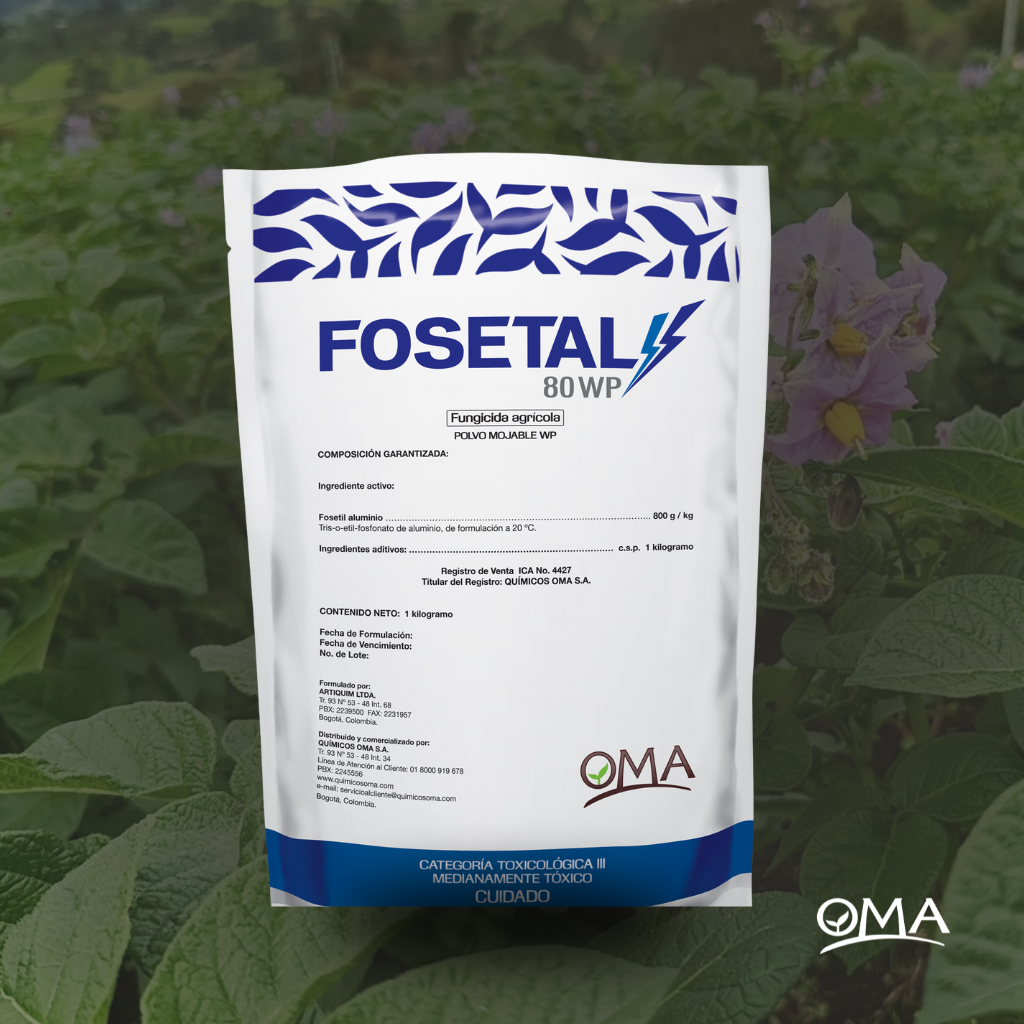 FOSETAL
80 WP
Fungicida agrícola
POLVO MOJABLE WP
COMPOSICIÓN GARANTIZADA:
Ingrediente activo:
Fosetil aluminio ........................................ 800 g / kg
Tris-o-etil-fosfonato de aluminio, de formulación a 20 ºC.
Ingredientes aditivos: ........................................ c.s.p. 1 kilogramo
Registro de Venta ICA No. 4427
Titular del Registro: QUÍMICOS OMA S.A.
CONTENIDO NETO: 1 kilogramo
Fecha de Formulación:
Fecha de Vencimiento:
No. de Lote:
Formulado por:
ARTIQUIM LTDA.
Tr. 93 Nº 53 - 48 Int. 68
PBX: 2239500 FAX: 2231957
Bogotá, Colombia.
Distribuido y comercializado por:
QUÍMICOS OMA S.A.
Tr. 93 Nº 53 - 48 Int. 34
Línea de Atención al Cliente: 01 8000 919 678
PBX: 2245556
www.quimicosoma.com
e-mail: servicioalcliente@quimicosoma.com
Bogotá, Colombia.
OMA
CATEGORÍA TOXICOLÓGICA III
MEDIANAMENTE TÓXICO
CUIDADO
OMA